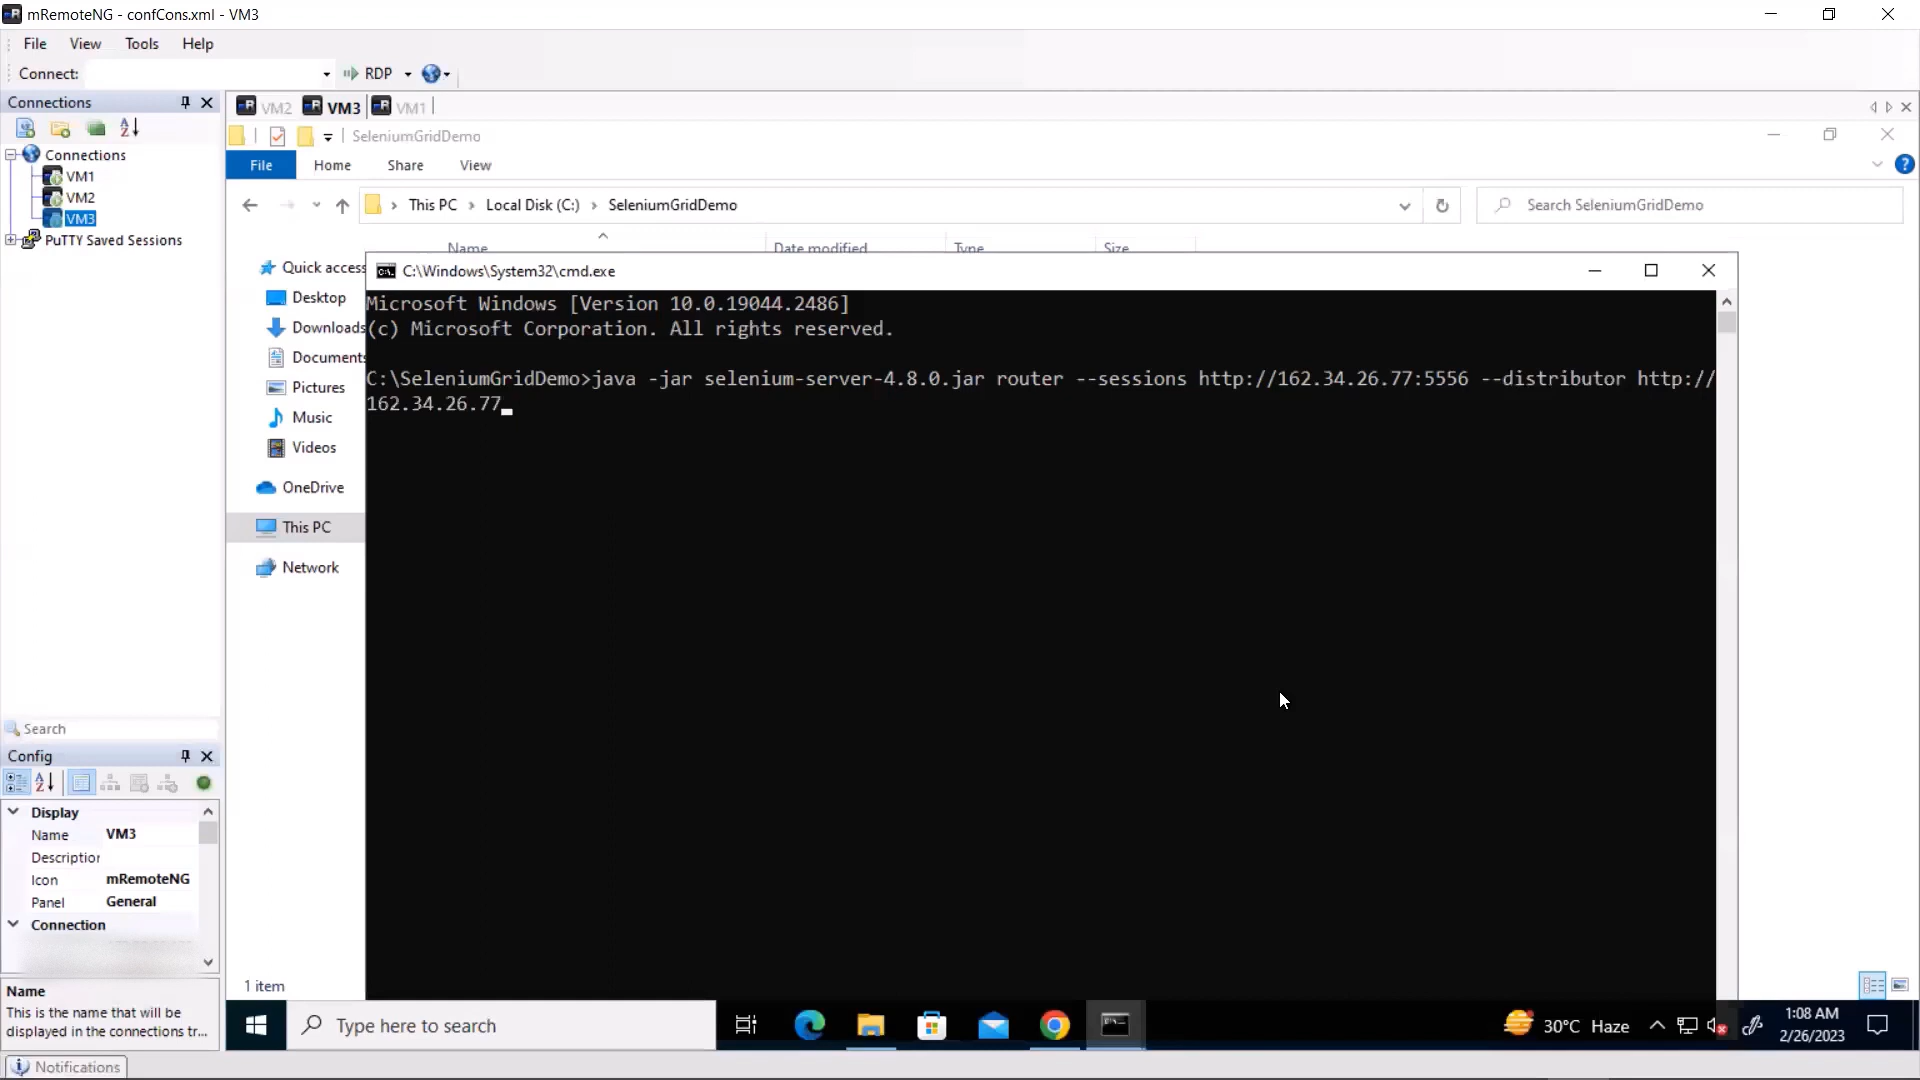 mRemoteNG - confCons.xml - VM3
File View Tools Help
Connect: RDP
Connections
VM2 VM3 VM1
SeleniumGridDemo
File Home Share View
This PC Local Disk (C:) SeleniumGridDemo
Search SeleniumGridDemo
Connections
VM1
VM2
VM3
PuTTY Saved Sessions
Name Date modified Type Size
Quick access
Desktop
Downloads
Documents
Pictures
Music
Videos
OneDrive
This PC
Network
C:\Windows\System32\cmd.exe
Microsoft Windows [Version 10.0.19044.2486]
(c) Microsoft Corporation. All rights reserved.
C:\SeleniumGridDemo>java -jar selenium-server-4.8.0.jar router --sessions http://162.34.26.77:5556 --distributor http://
162.34.26.77
Search
Config
Display
Name VM3
Description
Icon mRemoteNG
Panel General
Connection
Name
This is the name that will be
displayed in the connections tr...
1 item
Type here to search
30°C Haze
1:08 AM
2/26/2023
Notifications